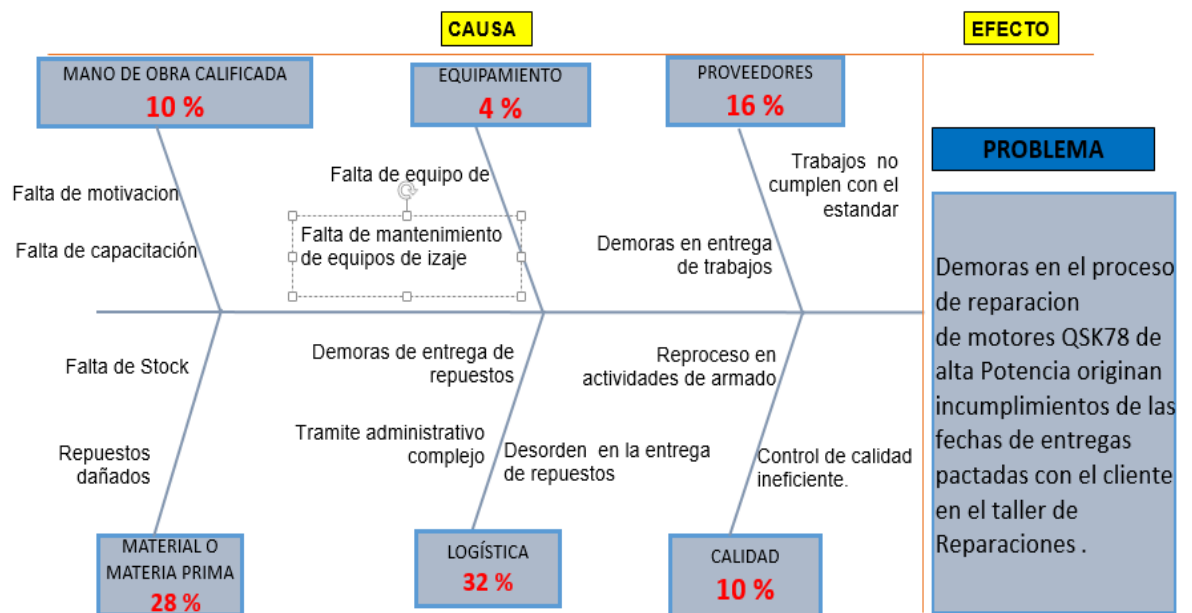 CAUSA
EFECTO
MANO DE OBRA CALIFICADA
10 %
EQUIPAMIENTO
4 %
PROVEEDORES
16 %
Falta de motivacion
Falta de capacitación
Falta de equipo de
Falta de mantenimiento
de equipos de izaje
Trabajos no
cumplen con el
estandar
Demoras en entrega
de trabajos
PROBLEMA
Demoras en el proceso
de reparacion
de motores QSK78 de
alta Potencia originan
incumplimientos de las
fechas de entregas
pactadas con el cliente
en el taller de
Reparaciones .
Falta de Stock
Repuestos
dañados
Demoras de entrega de
repuestos
Tramite administrativo
complejo
Desorden en la entrega
de repuestos
Reproceso en
actividades de armado
Control de calidad
ineficiente.
MATERIAL O
MATERIA PRIMA
28 %
LOGÍSTICA
32 %
CALIDAD
10 %